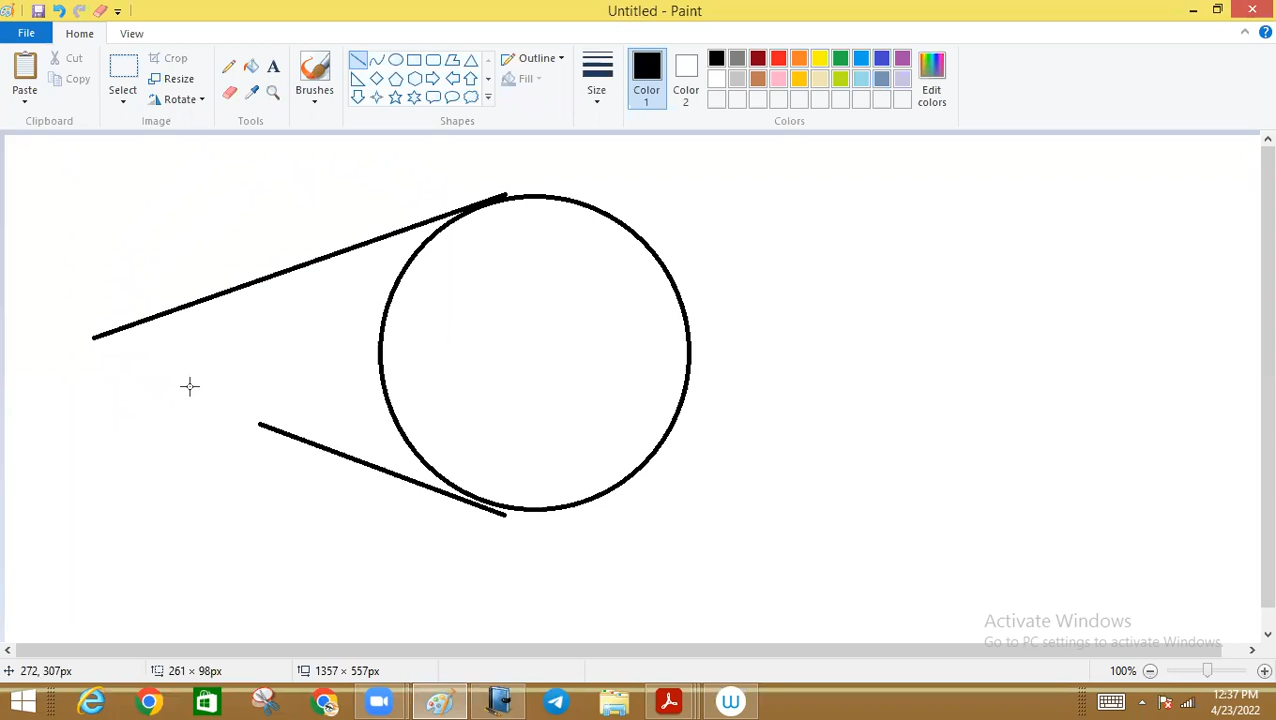 Untitled - Paint
File
Home
View
Paste
Cut
Copy
Clipboard
Select
Crop
Resize
Rotate
Image
Tools
Brushes
Shapes
Outline
Fill
Size
Color
1
Color
2
Edit
colors
Colors
Activate Windows
Go to PC settings to activate Windows.
272, 307px
261 × 98px
1357 × 557px
100%
W
12:37 PM
4/23/2022